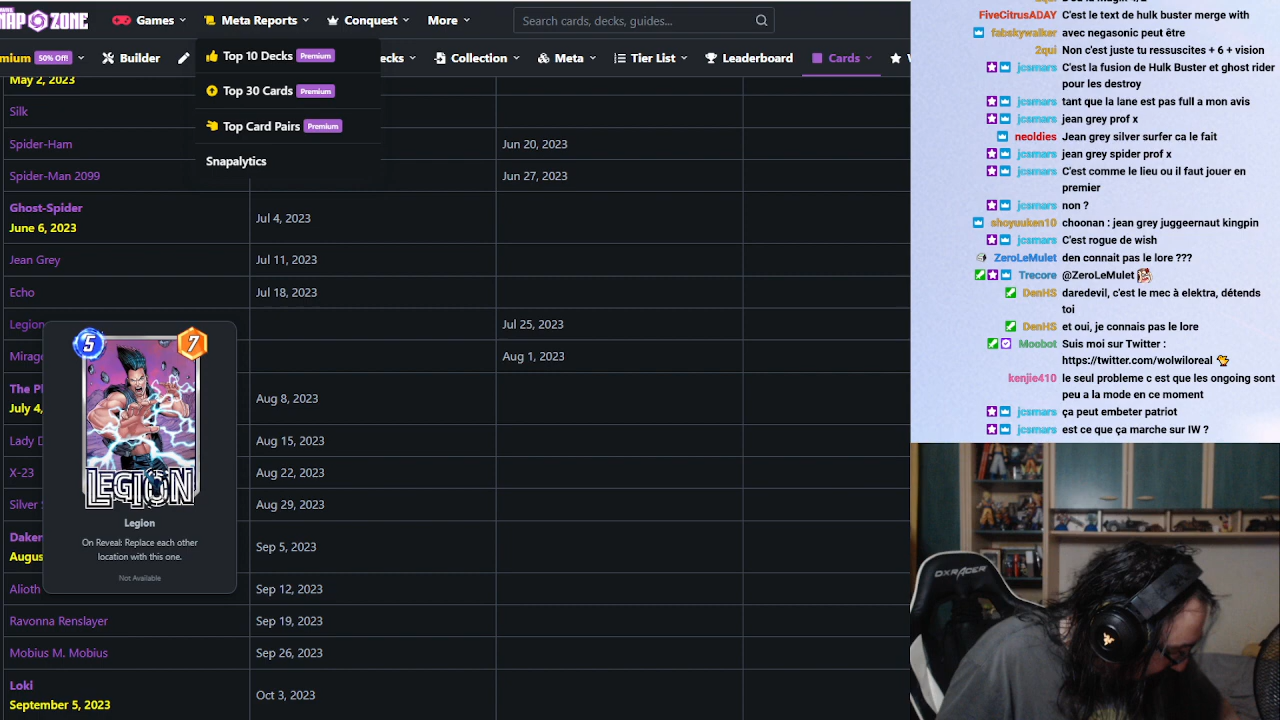 SNAP ZONE
Games
Meta Reports
Conquest
More
Search cards, decks, guides...
50% Off!
Builder
Collection
Meta
Tier List
Leaderboard
Cards
Top 10 Decks Premium
Top 30 Cards Premium
Top Card Pairs Premium
Snapalytics
May 2, 2023
Silk
Spider-Ham Jun 20, 2023
Spider-Man 2099 Jun 27, 2023
Ghost-Spider
June 6, 2023
Jul 4, 2023
Jean Grey Jul 11, 2023
Echo Jul 18, 2023
Legion Jul 25, 2023
Mirage Aug 1, 2023
July 4,
Aug 8, 2023
Lady D Aug 15, 2023
X-23 Aug 22, 2023
Silver S Aug 29, 2023
Daken
Sep 5, 2023
Alioth Sep 12, 2023
Ravonna Renslayer Sep 19, 2023
Mobius M. Mobius Sep 26, 2023
Loki
September 5, 2023
Oct 3, 2023
5
7
LEGION
Legion
On Reveal: Replace each other
location with this one.
Not Available
FiveCitrusADAY C'est le text de hulk buster merge with
fabskywalker avec negasonic peut être
2qui Non c'est juste tu ressuscites + 6 + vision
jcsmars C'est la fusion de Hulk Buster et ghost rider
pour les destroy
jcsmars tant que la lane est pas full a mon avis
jcsmars jean grey prof x
neoldies Jean grey silver surfer ca le fait
jcsmars jean grey spider prof x
jcsmars C'est comme le lieu ou il faut jouer en
premier
jcsmars non ?
shoyuuken10 choonan : jean grey juggeernaut kingpin
jcsmars C'est rogue de wish
ZeroLeMulet den connait pas le lore ???
Trecore @ZeroLeMulet
DenHS daredevil, c'est le mec à elektra, détends
toi
DenHS et oui, je connais pas le lore
Moobot Suis moi sur Twitter :
https://twitter.com/wolwiloreal
kenjie410 le seul probleme c est que les ongoing sont
peu a la mode en ce moment
jcsmars ça peut embeter patriot
jcsmars est ce que ça marche sur IW ?
DXRACER